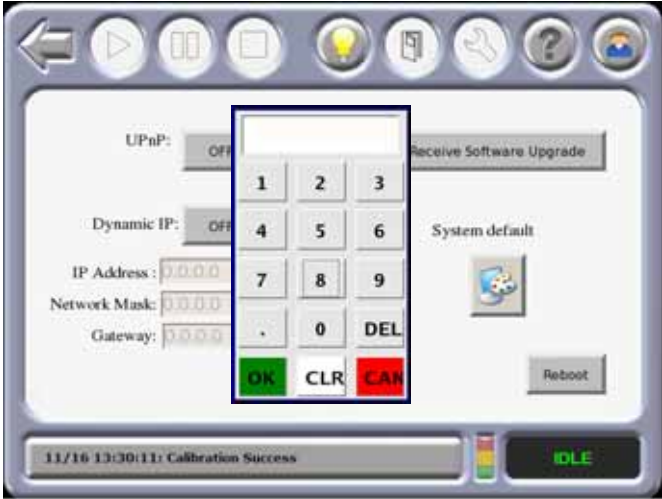 UPnP:
OFF
Receive Software Upgrade
1 2 3
Dynamic IP: OFF
4 5 6
System default
IP Address : 0.0.0.0
7 8 9
Network Mask: 0.0.0.0
Gateway: 0.0.0.0
. 0 DEL
OK CLR CAN
Reboot
11/16 13:30:11: Calibration Success
IDLE